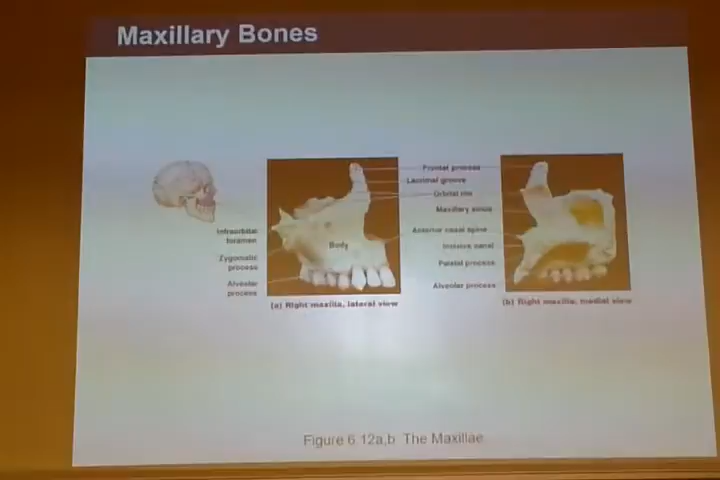 Maxillary Bones
Frontal process
Lacrimal groove
Orbital rim
Maxillary sinus
Anterior nasal spine
Incisive canal
Palatal process
Alveolar process
Infraorbital
foramen
Zygomatic
process
Alveolar
process
Body
(a) Right maxilla, lateral view
(b) Right maxilla, medial view
Figure 6.12a,b The Maxillae